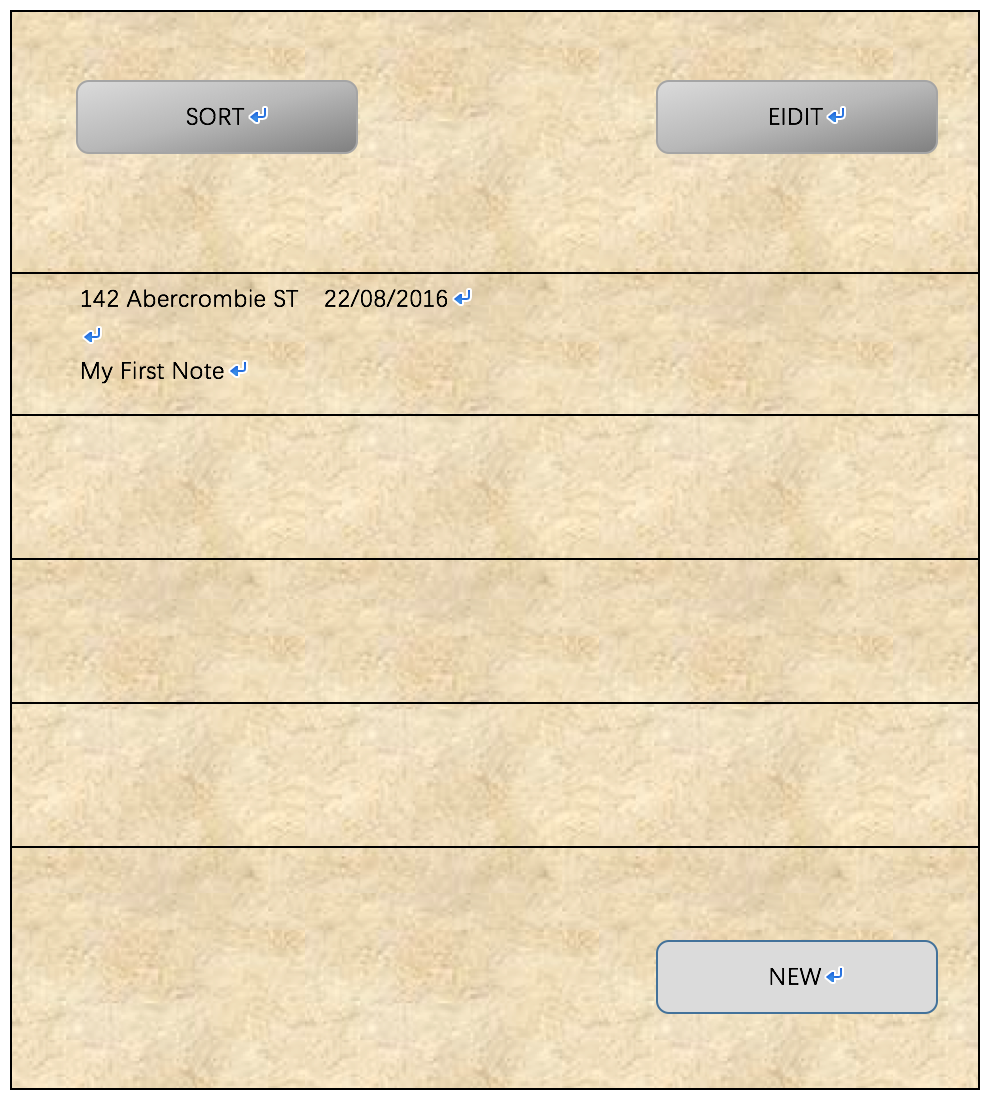 SORT
EIDIT
142 Abercrombie ST 22/08/2016
My First Note
NEW